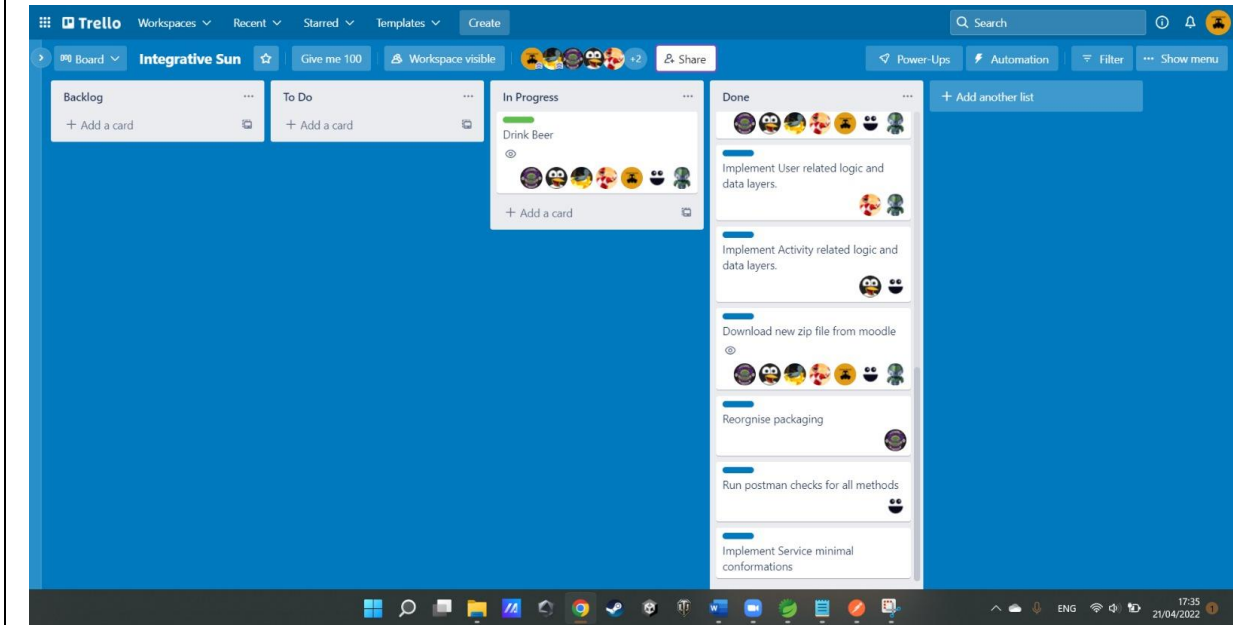 Trello Workspaces Recent Starred Templates Create Search
Board Integrative Sun Give me 100 Workspace visible +2 Share Power-Ups Automation Filter ··· Show menu
Backlog ···
+ Add a card
To Do ···
+ Add a card
In Progress ···
Drink Beer
+ Add a card
Done ···
Implement User related logic and
data layers.
Implement Activity related logic and
data layers.
Download new zip file from moodle
Reorgnise packaging
Run postman checks for all methods
Implement Service minimal
conformations
+ Add another list
ENG 17:35
21/04/2022 1